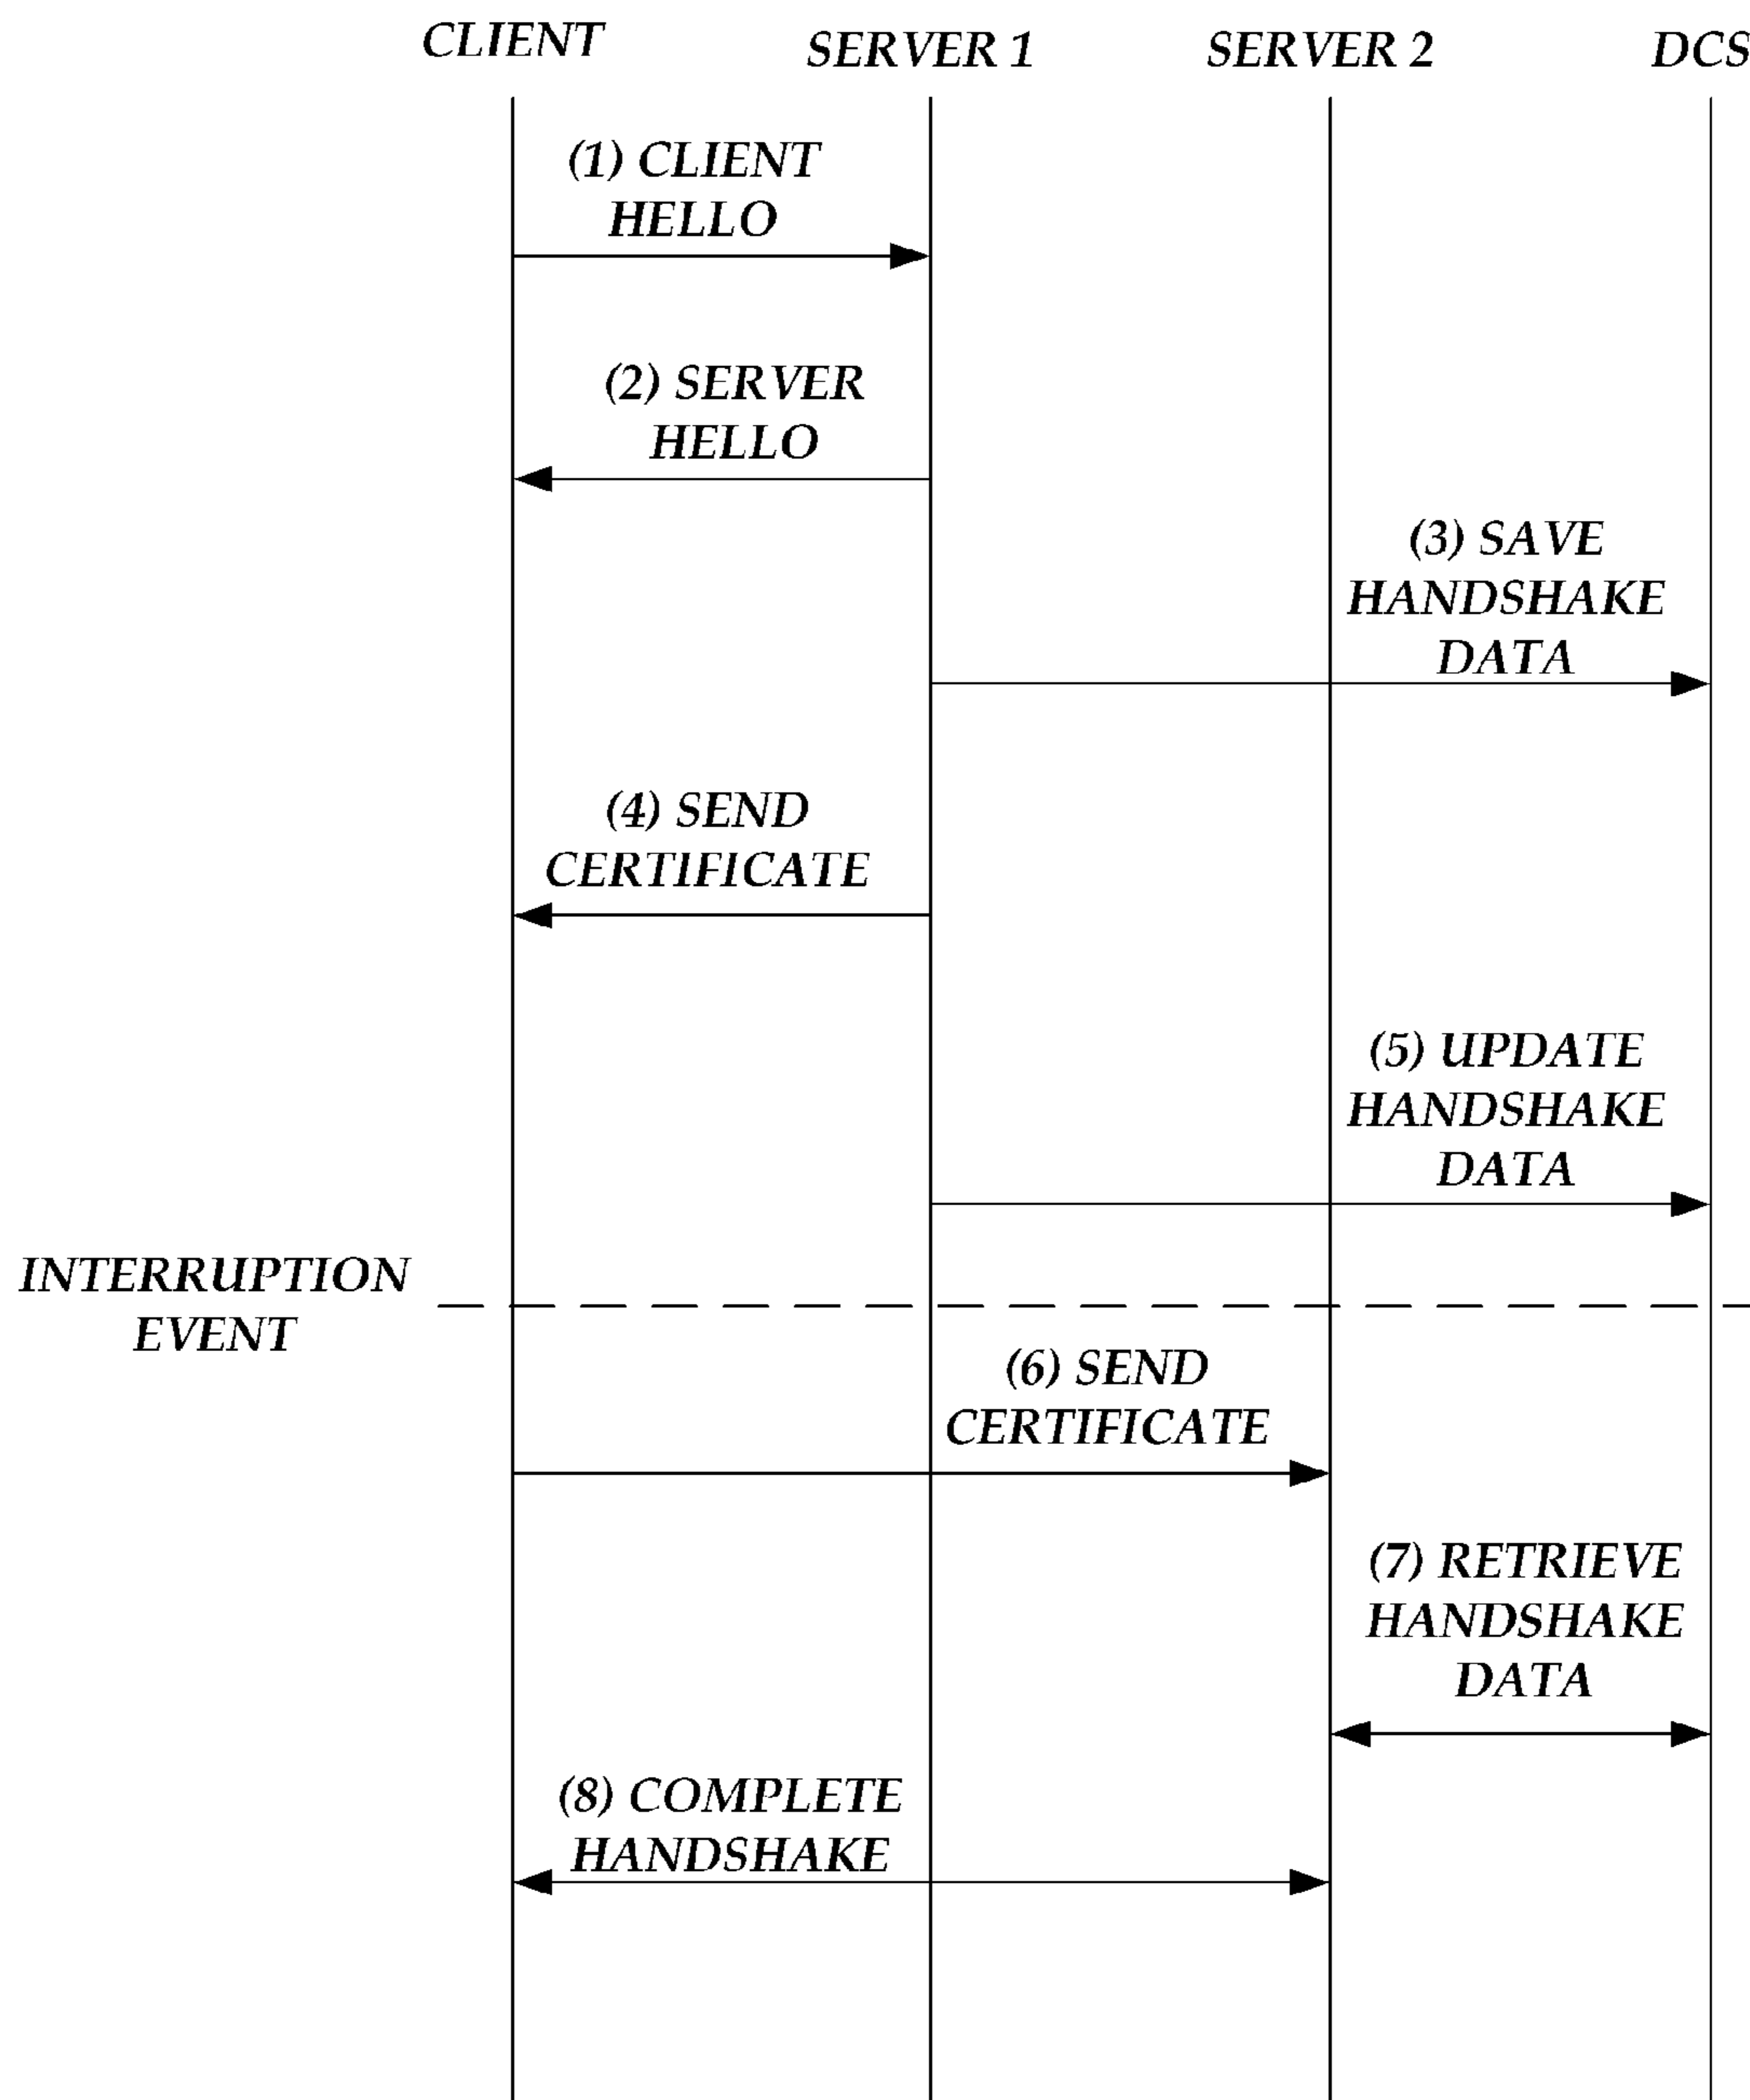 CLIENT
SERVER 1
SERVER 2
DCS
(1) CLIENT
HELLO
(2) SERVER
HELLO
(3) SAVE
HANDSHAKE
DATA
(4) SEND
CERTIFICATE
(5) UPDATE
HANDSHAKE
DATA
INTERRUPTION
EVENT
(6) SEND
CERTIFICATE
(7) RETRIEVE
HANDSHAKE
DATA
(8) COMPLETE
HANDSHAKE